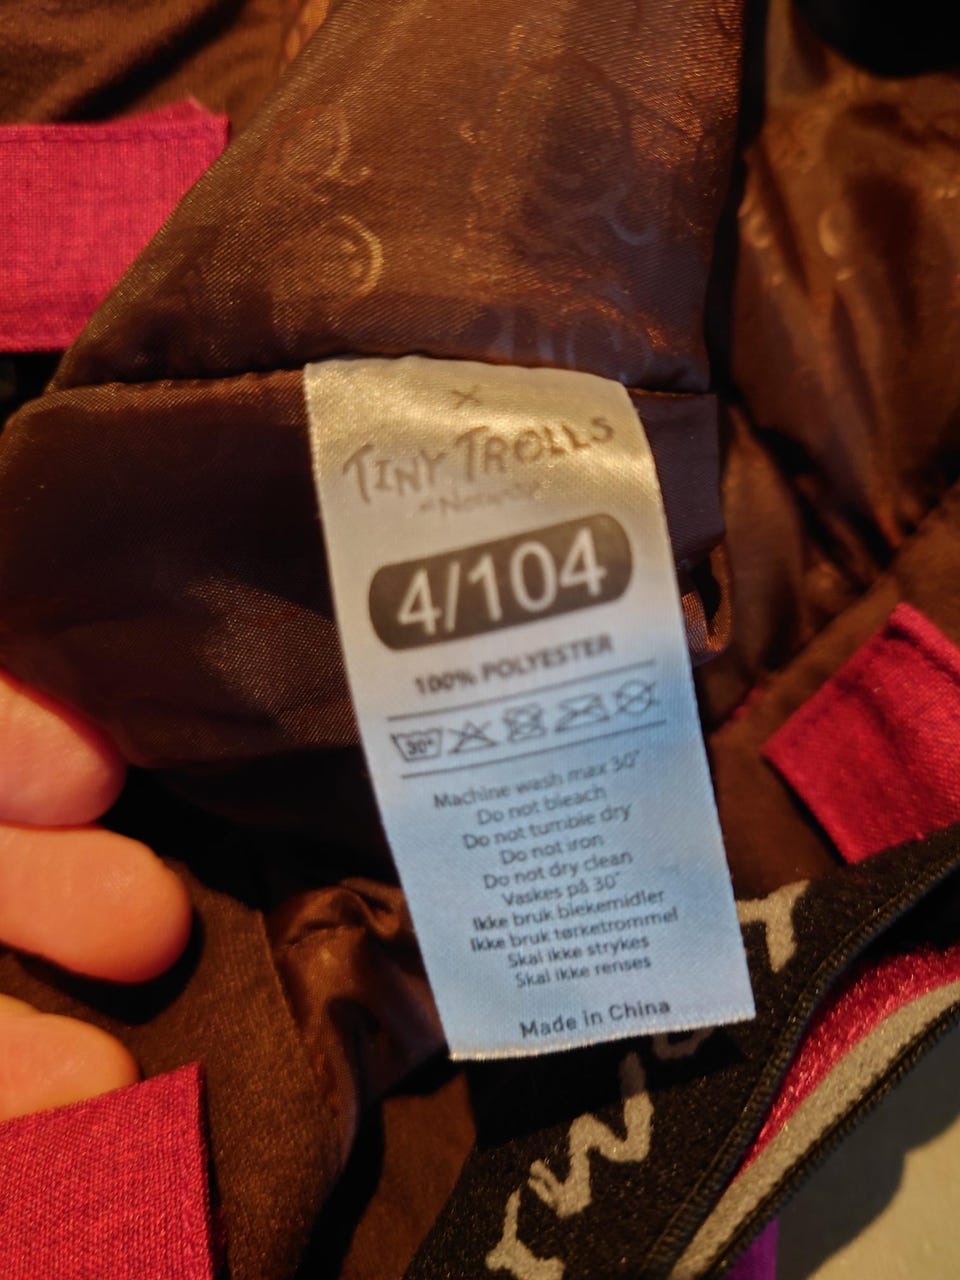 TINY TROLLS
of Norway
4/104
100% POLYESTER
30°
Machine wash max 30°
Do not bleach
Do not tumble dry
Do not iron
Do not dry clean
Vaskes på 30°
Ikke bruk blekemidler
Ikke bruk tørketrommel
Skal ikke strykes
Skal ikke renses
Made in China